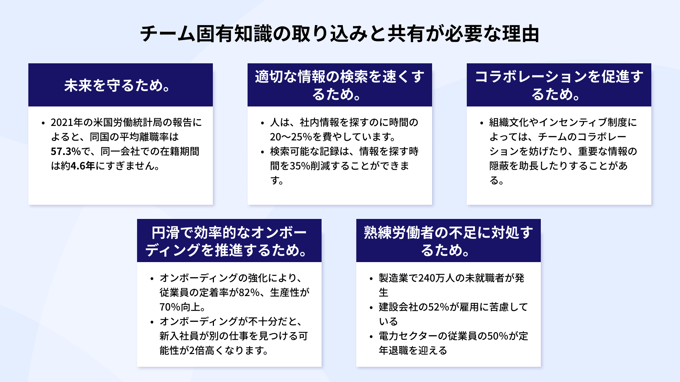 チーム固有知識の取り込みと共有が必要な理由
未来を守るため。
• 2021年の米国労働統計局の報告に
よると、同国の平均離職率は
57.3%で、同一会社での在籍期間
は約4.6年にすぎません。
適切な情報の検索を速くす
るため。
• 人は、社内情報を探すのに時間の
20～25%を費やしています。
• 検索可能な記録は、情報を探す時
間を35%削減することができま
す。
コラボレーションを促進す
るため。
• 組織文化やインセンティブ制度に
よっては、チームのコラボレー
ションを妨げたり、重要な情報の
隠蔽を助長したりすることがあ
る。
円滑で効率的なオンボー
ディングを推進するため。
• オンボーディングの強化により、
従業員の定着率が82%、生産性が
70%向上。
• オンボーディングが不十分だと、
新入社員が別の仕事を見つける可
能性が2倍高くなります。
熟練労働者の不足に対処す
るため。
• 製造業で240万人の未就職者が発
生
• 建設会社の52%が雇用に苦慮して
いる
• 電力セクターの従業員の50%が定
年退職を迎える